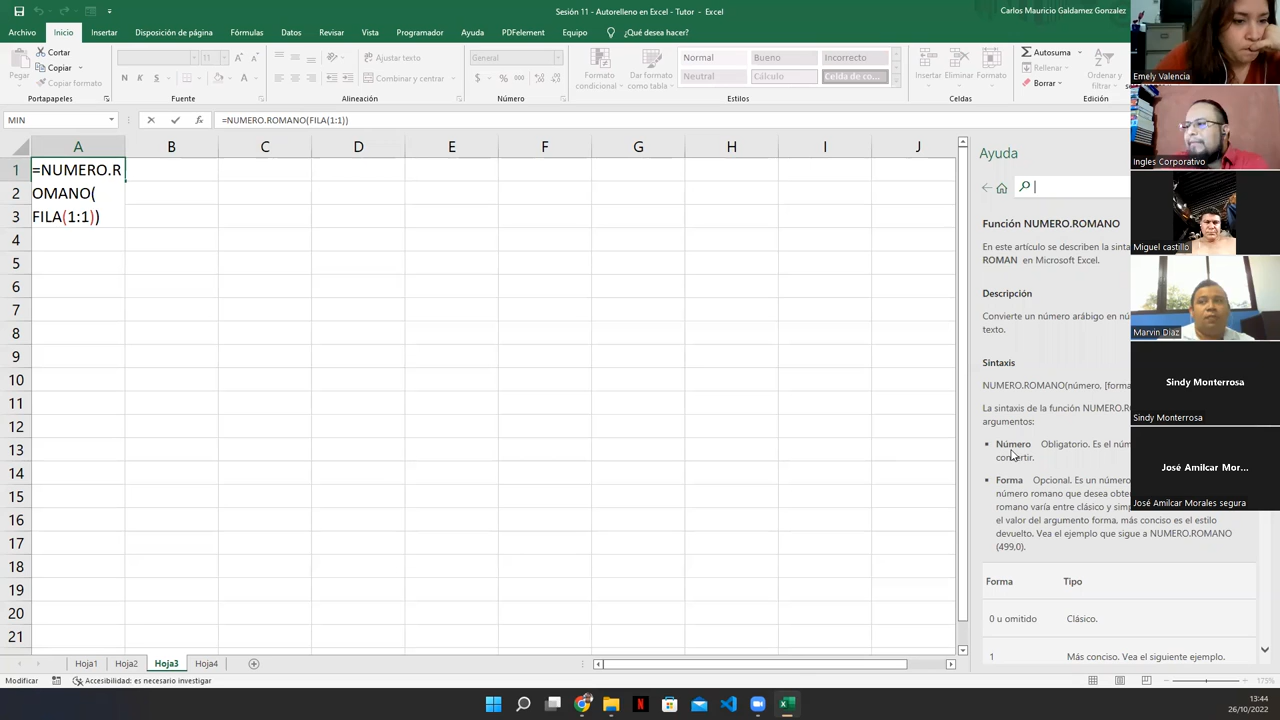 Sesión 11 - Autorelleno en Excel - Tutor - Excel
Carlos Mauricio Galdamez Gonzalez
Archivo Inicio Insertar Disposición de página Fórmulas Datos Revisar Vista Programador Ayuda PDFelement Equipo ¿Qué desea hacer?
Pegar
Cortar
Copiar
Copiar formato
Portapapeles
11
N K S
Fuente
Ajustar texto
Combinar y centrar
Alineación
$ % 000
Número
Formato condicional
Dar formato como tabla
Normal Bueno Incorrecto
Neutral Cálculo Celda de co...
Estilos
Insertar Eliminar Formato
Celdas
Autosuma
Rellenar
Borrar
Ordenar y
Edición
MIN
=NUMERO.ROMANO(FILA(1:1))
A B C D E F G H I J
1 =NUMERO.R
2 OMANO(
3 FILA(1:1))
4
5
6
7
8
9
10
11
12
13
14
15
16
17
18
19
20
21
Ayuda
Función NUMERO.ROMANO
En este artículo se describen la sinta
ROMAN en Microsoft Excel.
Descripción
Convierte un número arábigo en nú
texto.
Sintaxis
NUMERO.ROMANO(número, [forma
La sintaxis de la función NUMERO.R
argumentos:
Número Obligatorio. Es el núm
convertir.
Forma Opcional. Es un número
número romano que desea obte
romano varía entre clásico y simp
el valor del argumento forma, más conciso es el estilo
devuelto. Vea el ejemplo que sigue a NUMERO.ROMANO
(499,0).
Forma Tipo
0 u omitido Clásico.
1 Más conciso. Vea el siguiente ejemplo.
Emely Valencia
Ingles Corporativo
Miguel castillo
Marvin Diaz
Sindy Monterrosa
Sindy Monterrosa
José Amilcar Mor...
José Amilcar Morales segura
Hoja1 Hoja2 Hoja3 Hoja4
Modificar
Accesibilidad: es necesario investigar
173%
13:44
26/10/2022